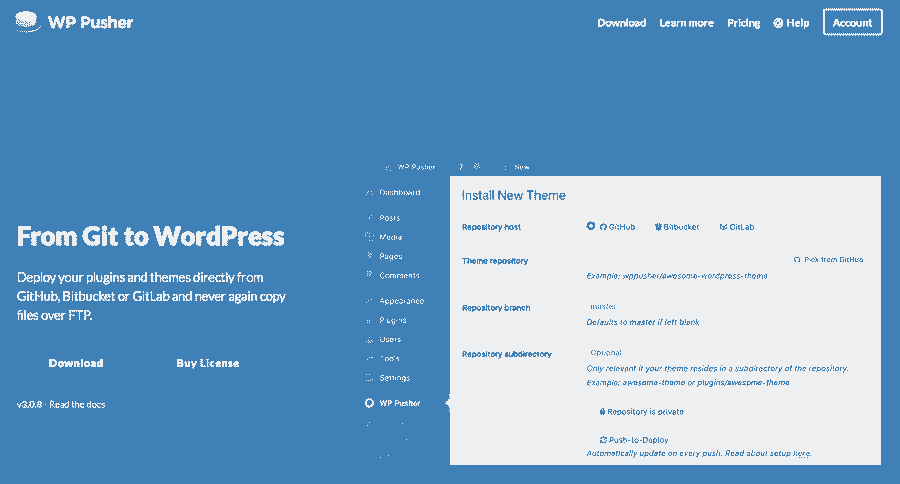 WP Pusher
Download Learn more Pricing Help Account
WP Pusher ? New
Dashboard
Posts
Media
Pages
Comments
Appearance
Plugins
Users
Tools
Settings
WP Pusher
From Git to WordPress
Deploy your plugins and themes directly from
GitHub, Bitbucket or GitLab and never again copy
files over FTP.
Download Buy License
v3.0.8 · Read the docs
Install New Theme
Repository host GitHub Bitbucket GitLab
Theme repository Pick from GitHub
Example: wppusher/awesome-wordpress-theme
Repository branch master
Defaults to master if left blank
Repository subdirectory Optional
Only relevant if your theme resides in a subdirectory of the repository.
Example: awesome-theme or plugins/awesome-theme
Repository is private
Push-to-Deploy
Automatically update on every push. Read about setup here.